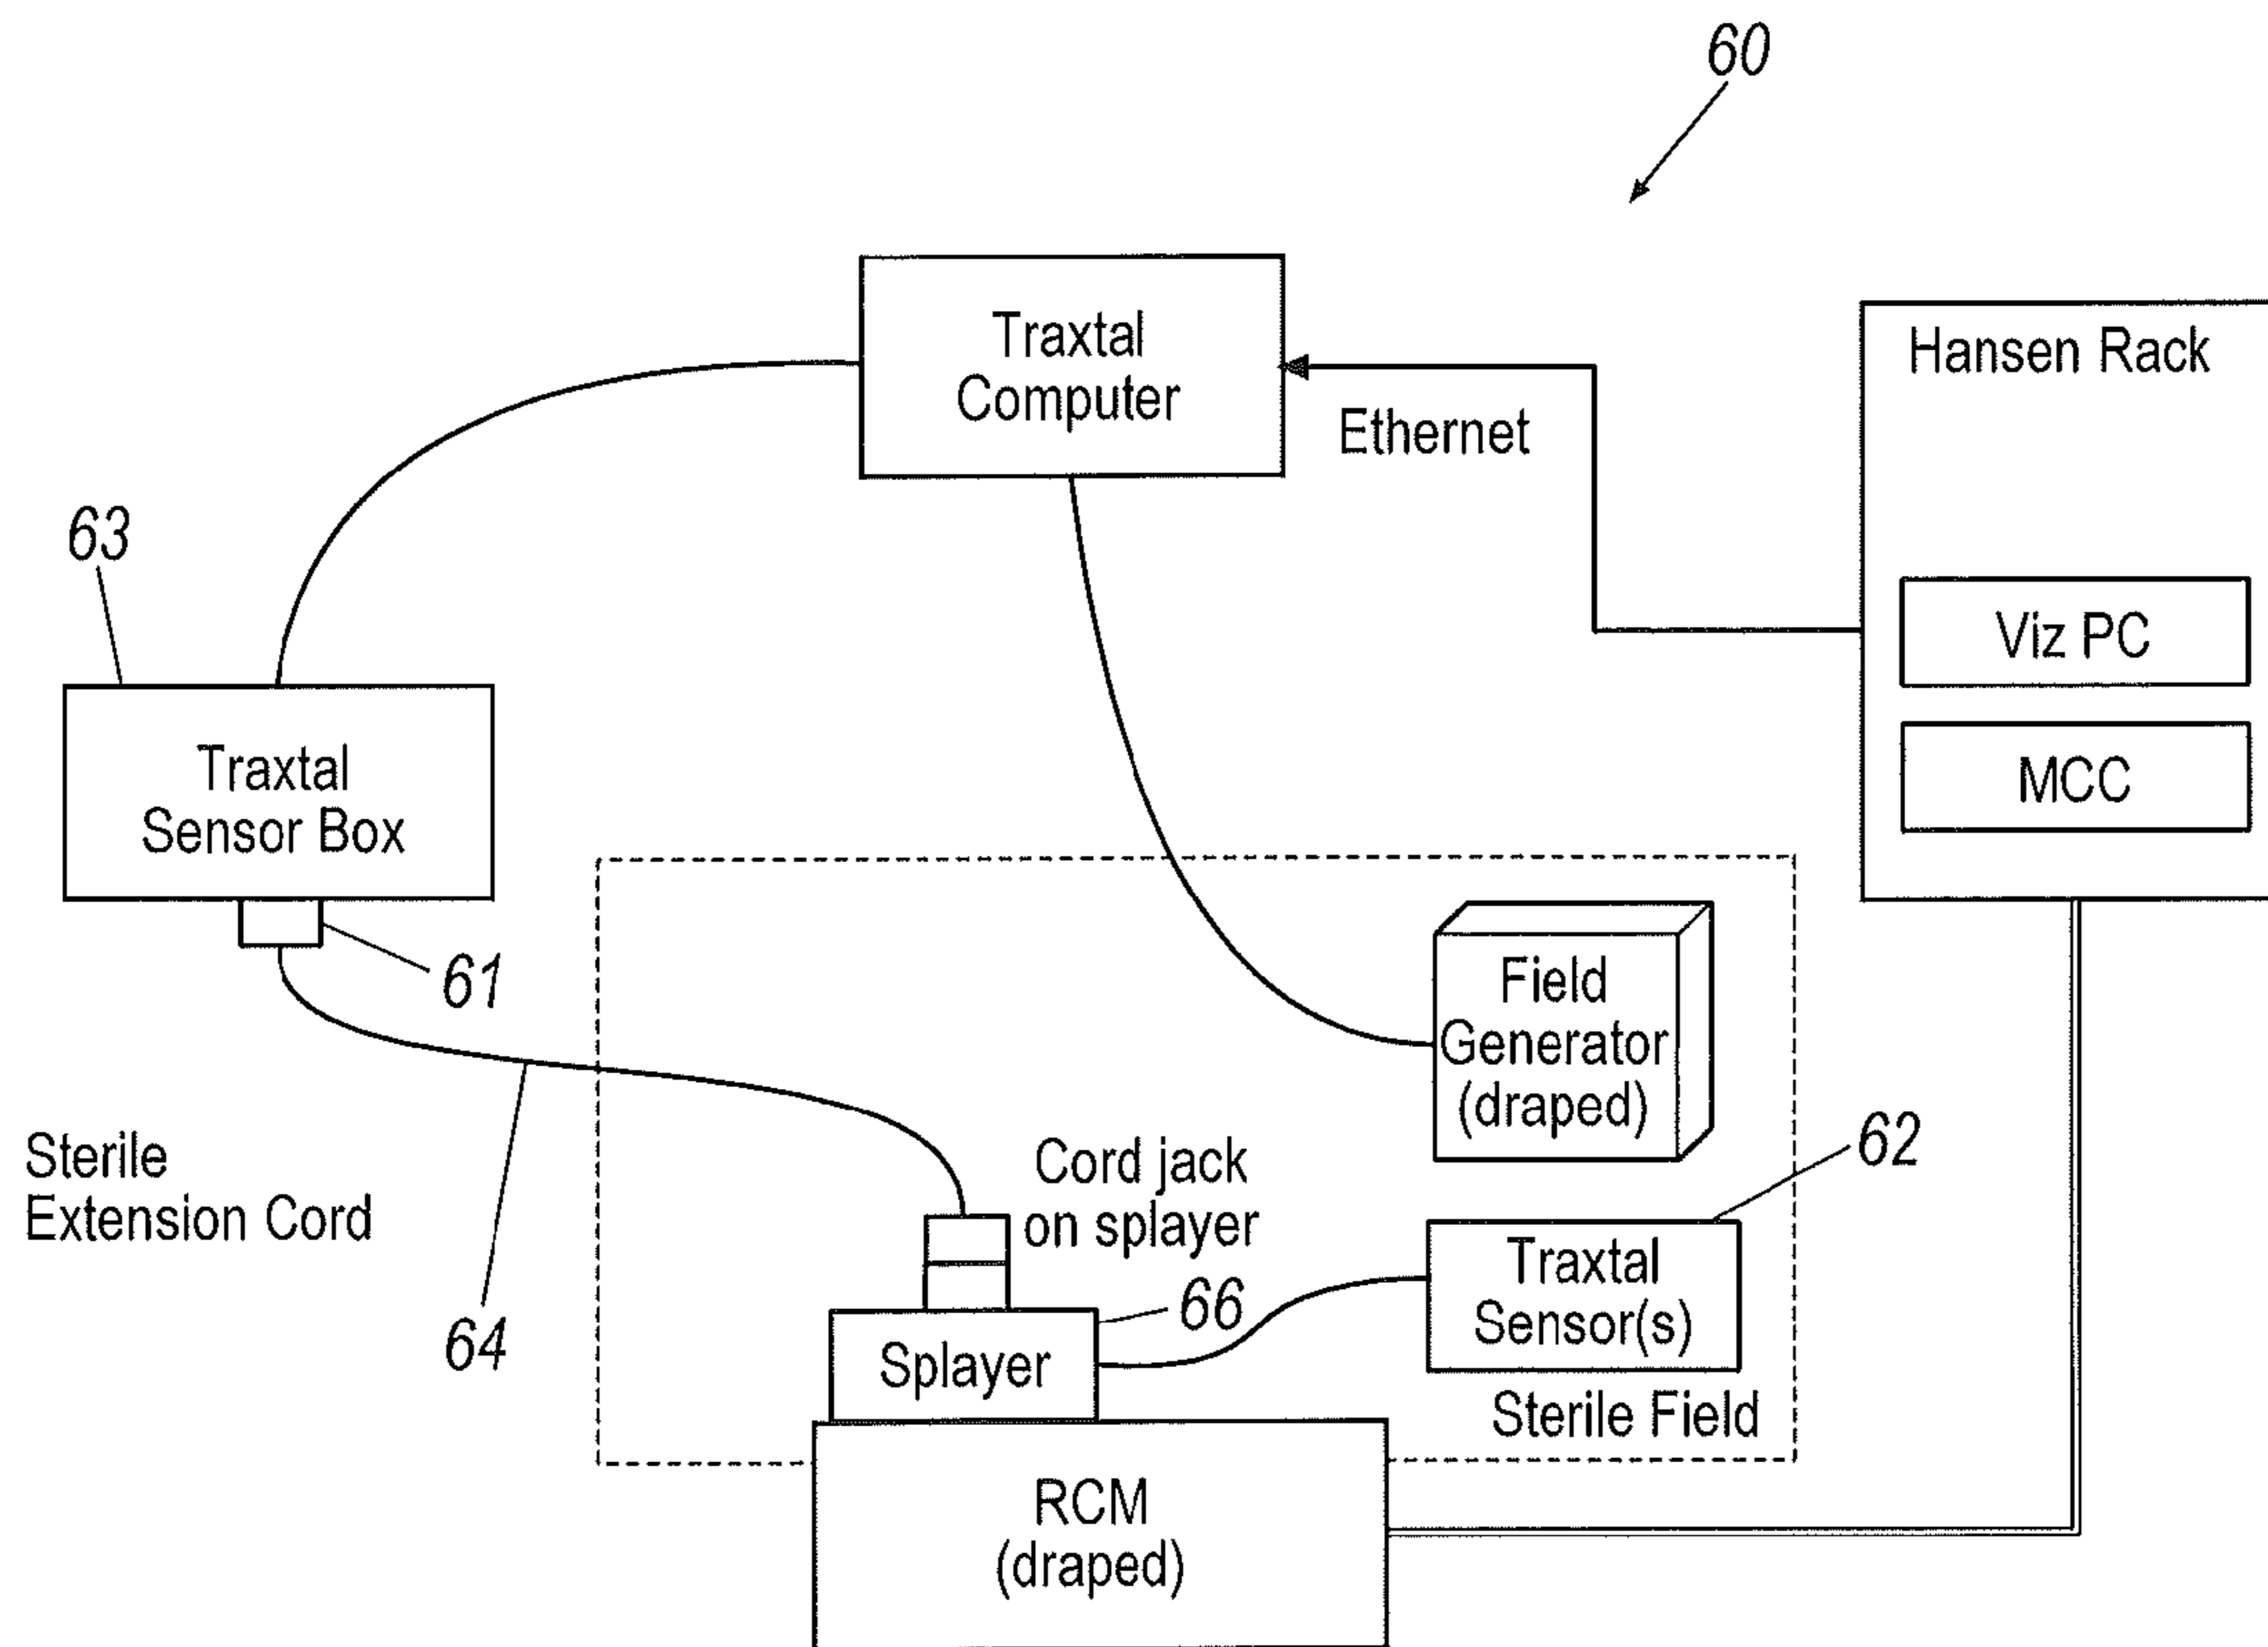 60
Traxtal
Computer
Hansen Rack
Ethernet
63
Viz PC
Traxtal
Sensor Box
MCC
61
Field
Generator
(draped)
Sterile
Extension Cord
Cord jack
on splayer
62
64
66
Traxtal
Sensor(s)
Splayer
Sterile Field
RCM
(draped)